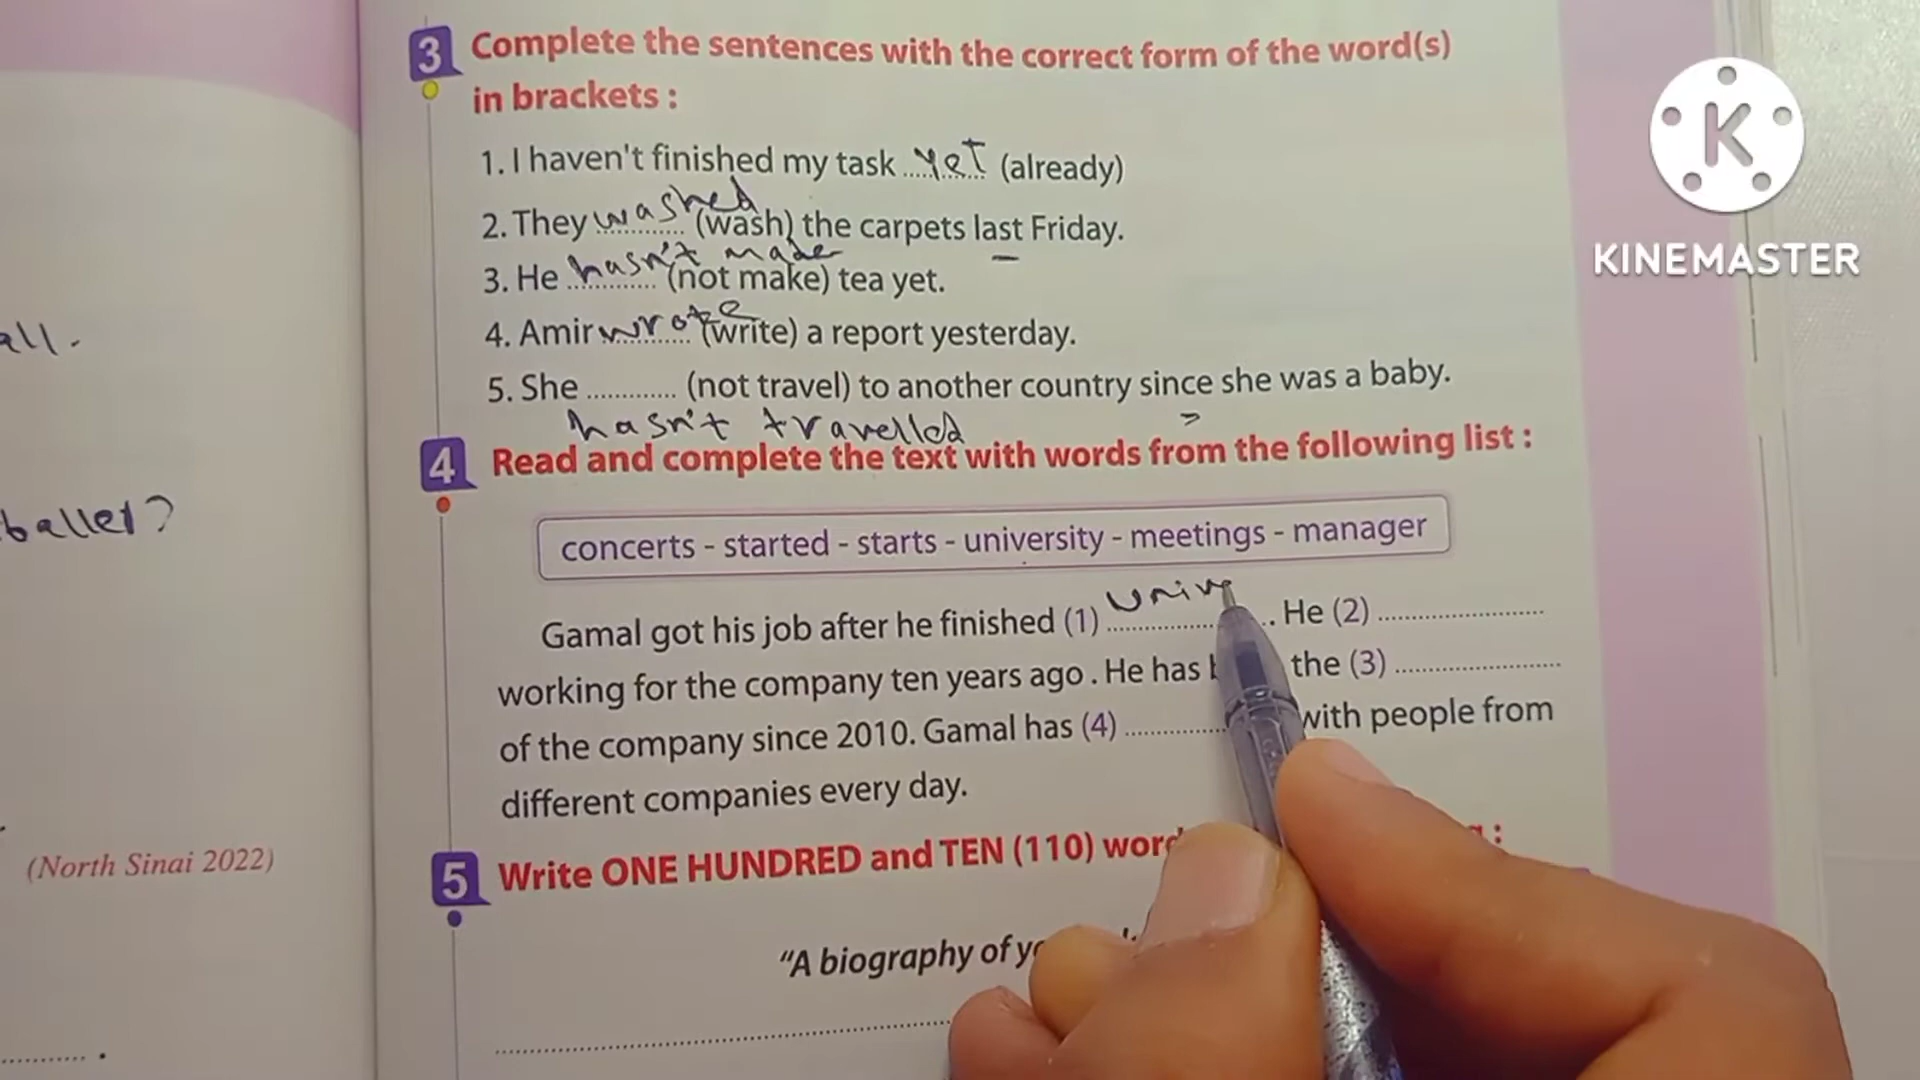 3 Complete the sentences with the correct form of the word(s)
in brackets :
1. I haven't finished my task yet (already)
2. They washed (wash) the carpets last Friday.
3. He hasn't made (not make) tea yet.
4. Amir wrote (write) a report yesterday.
5. She ............ (not travel) to another country since she was a baby.
hasn't travelled
4 Read and complete the text with words from the following list :
concerts - started - starts - university - meetings - manager
Gamal got his job after he finished (1) univ . He (2) ....................
working for the company ten years ago . He has the (3) ....................
of the company since 2010. Gamal has (4) ............ with people from
different companies every day.
5 Write ONE HUNDRED and TEN (110) :
"A biography of
all.
ballet?
(North Sinai 2022)
K
KINEMASTER